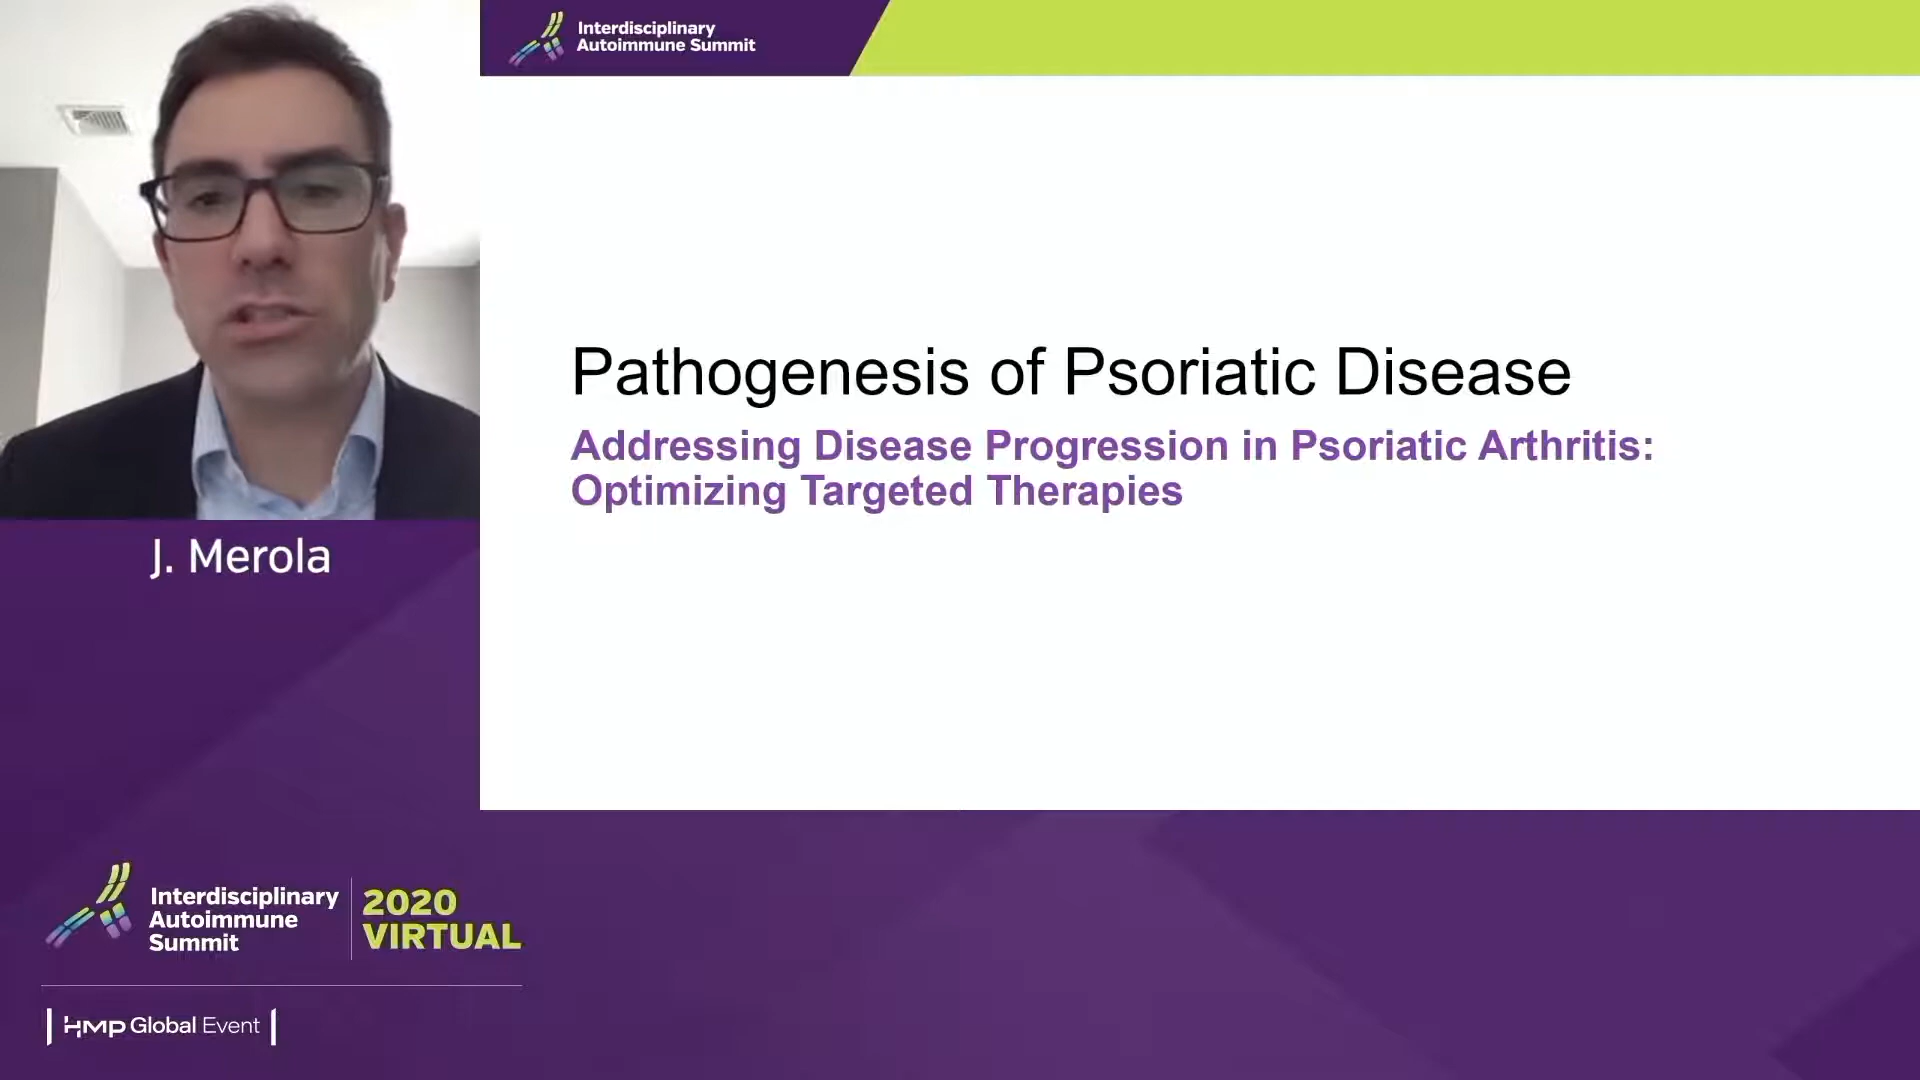 Interdisciplinary
Autoimmune Summit
Pathogenesis of Psoriatic Disease
Addressing Disease Progression in Psoriatic Arthritis:
Optimizing Targeted Therapies
J. Merola
Interdisciplinary
Autoimmune
Summit
2020
VIRTUAL
HMP Global Event